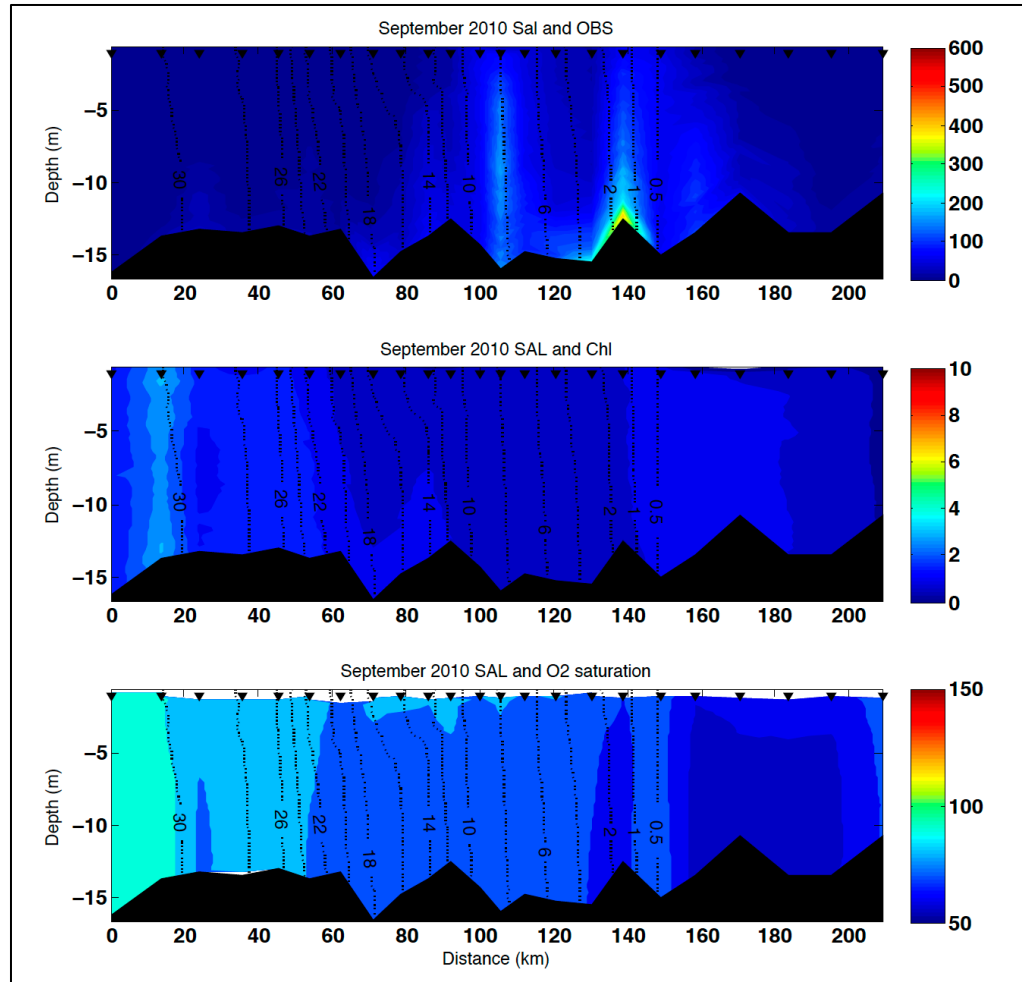 September 2010 Sal and OBS
Depth (m)
−5
−10
−15
30 26 22 18 14 10 6 2 1 0.5
0 20 40 60 80 100 120 140 160 180 200
600
500
400
300
200
100
0
September 2010 SAL and Chl
Depth (m)
−5
−10
−15
30 26 22 18 14 10 6 2 1 0.5
0 20 40 60 80 100 120 140 160 180 200
10
8
6
4
2
0
September 2010 SAL and O2 saturation
Depth (m)
−5
−10
−15
30 26 22 18 14 10 6 2 1 0.5
0 20 40 60 80 100 120 140 160 180 200
Distance (km)
150
100
50